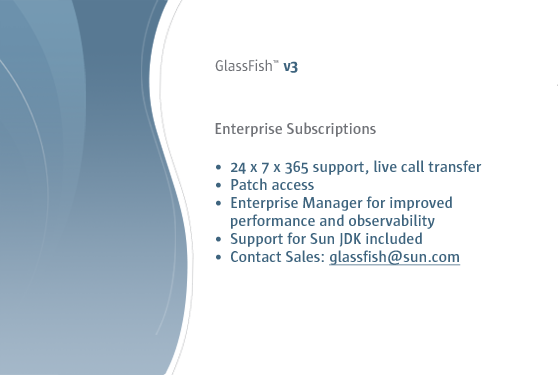 GlassFish™ v3
Enterprise Subscriptions
• 24 x 7 x 365 support, live call transfer
• Patch access
• Enterprise Manager for improved
performance and observability
• Support for Sun JDK included
• Contact Sales: glassfish@sun.com